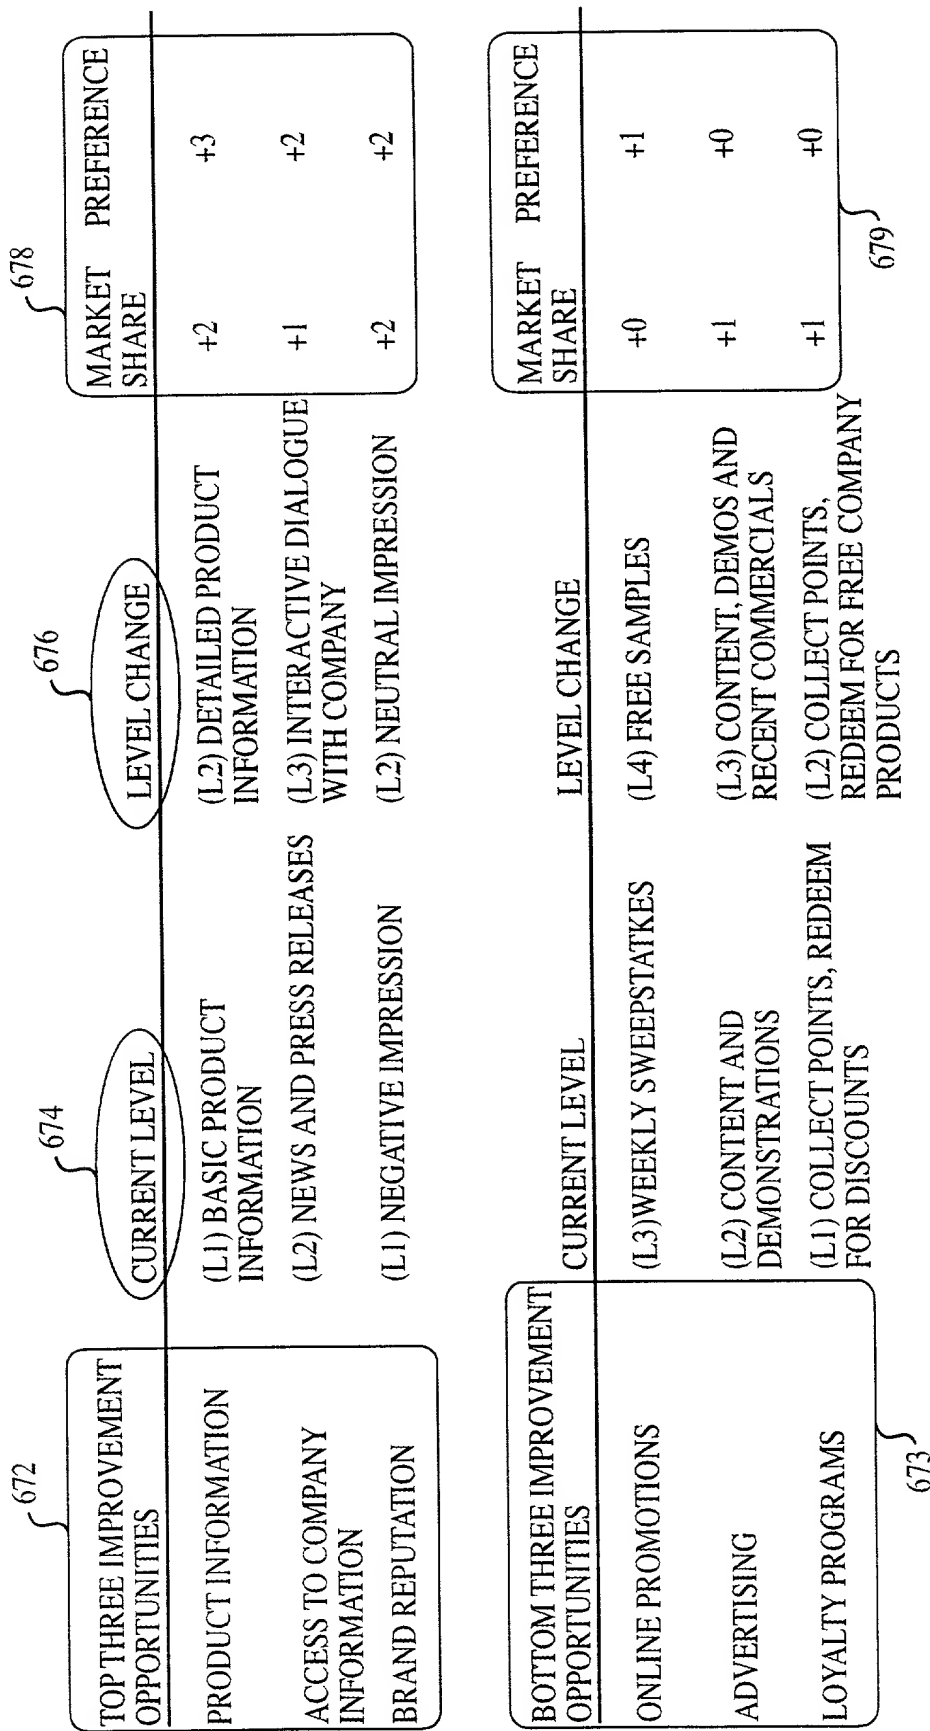 672
674
676
678
TOP THREE IMPROVEMENT
OPPORTUNITIES
CURRENT LEVEL
LEVEL CHANGE
MARKET
SHARE
PREFERENCE
PRODUCT INFORMATION
(L1) BASIC PRODUCT
INFORMATION
(L2) DETAILED PRODUCT
INFORMATION
+2
+3
ACCESS TO COMPANY
INFORMATION
(L2) NEWS AND PRESS RELEASES
(L3) INTERACTIVE DIALOGUE
WITH COMPANY
+1
+2
BRAND REPUTATION
(L1) NEGATIVE IMPRESSION
(L2) NEUTRAL IMPRESSION
+2
+2
BOTTOM THREE IMPROVEMENT
OPPORTUNITIES
CURRENT LEVEL
LEVEL CHANGE
MARKET
SHARE
PREFERENCE
ONLINE PROMOTIONS
(L3)WEEKLY SWEEPSTATKES
(L4) FREE SAMPLES
+0
+1
ADVERTISING
(L2) CONTENT AND
DEMONSTRATIONS
(L3) CONTENT, DEMOS AND
RECENT COMMERCIALS
+1
+0
LOYALTY PROGRAMS
(L1) COLLECT POINTS, REDEEM
FOR DISCOUNTS
(L2) COLLECT POINTS,
REDEEM FOR FREE COMPANY
PRODUCTS
+1
+0
673
679